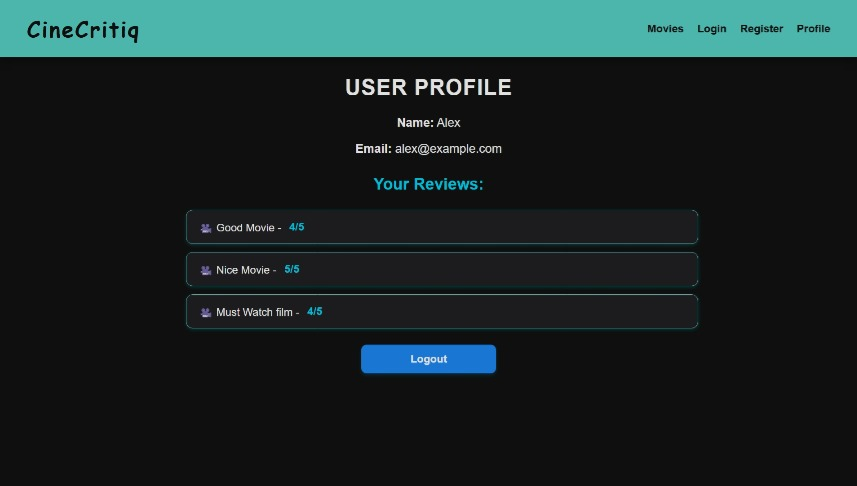 CineCritiq
Movies Login Register Profile
USER PROFILE
Name: Alex
Email: alex@example.com
Your Reviews:
Good Movie - 4/5
Nice Movie - 5/5
Must Watch film - 4/5
Logout